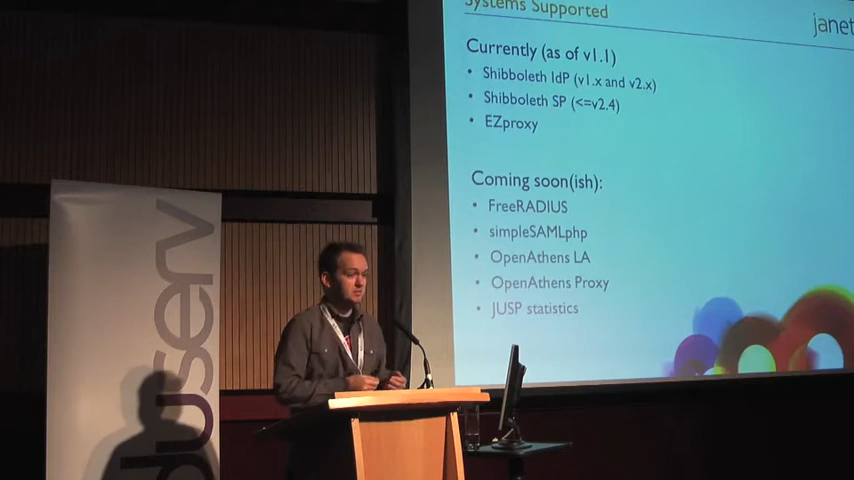 Systems Supported
janet
Currently (as of v1.1)
• Shibboleth IdP (v1.x and v2.x)
• Shibboleth SP (<=v2.4)
• EZproxy
Coming soon(ish):
• FreeRADIUS
• simpleSAMLphp
• OpenAthens LA
• OpenAthens Proxy
• JUSP statistics
eduserv